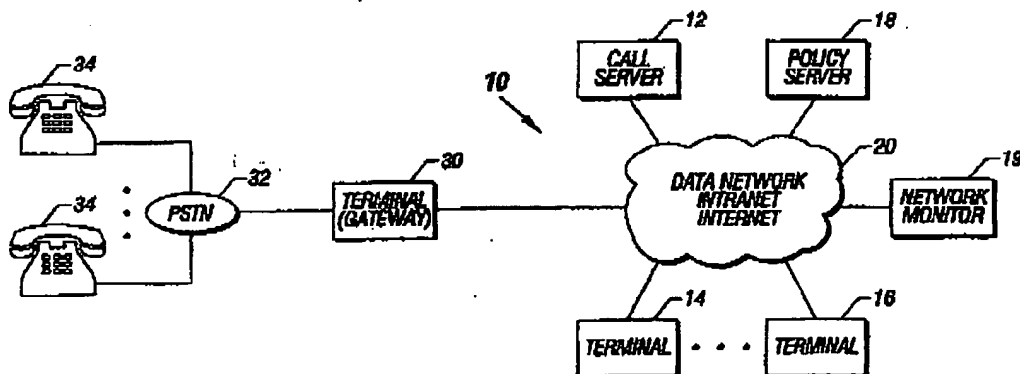 12
18
34
CALL
SERVER
POLICY
SERVER
10
30
20
19
32
DATA NETWORK
INTRANET
INTERNET
PSTN
TERMINAL
(GATEWAY)
NETWORK
MONITOR
34
14
16
TERMINAL
TERMINAL